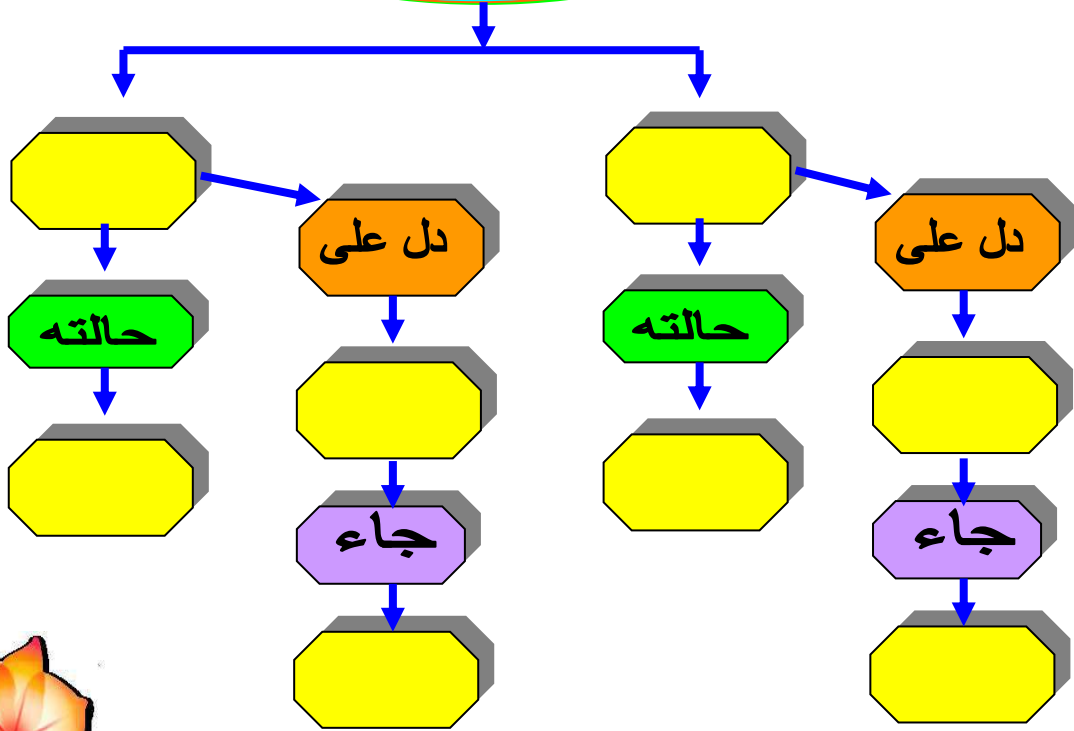 دل على
دل على
حالته
حالته
جاء
جاء